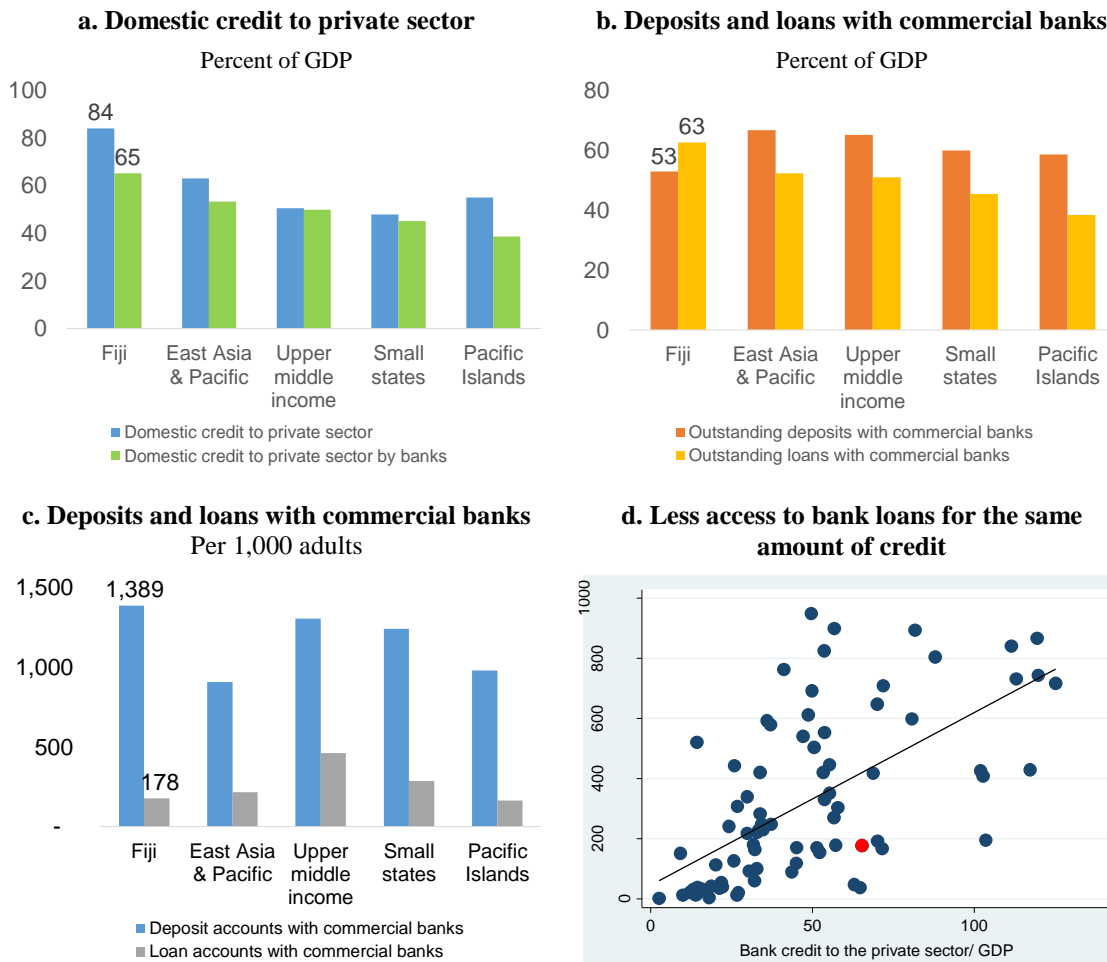 a. Domestic credit to private sector
Percent of GDP
100
80
60
40
20
0
84
65
Fiji
East Asia
& Pacific
Upper
middle
income
Small
states
Pacific
Islands
Domestic credit to private sector
Domestic credit to private sector by banks
b. Deposits and loans with commercial banks
Percent of GDP
80
60
40
20
0
53
63
Fiji
East Asia
& Pacific
Upper
middle
income
Small
states
Pacific
Islands
Outstanding deposits with commercial banks
Outstanding loans with commercial banks
c. Deposits and loans with commercial banks
Per 1,000 adults
1,500
1,000
500
-
1,389
178
Fiji
East Asia
& Pacific
Upper
middle
income
Small
states
Pacific
Islands
Deposit accounts with commercial banks
Loan accounts with commercial banks
d. Less access to bank loans for the same
amount of credit
1000
800
600
400
200
0
0
50
100
Bank credit to the private sector/ GDP